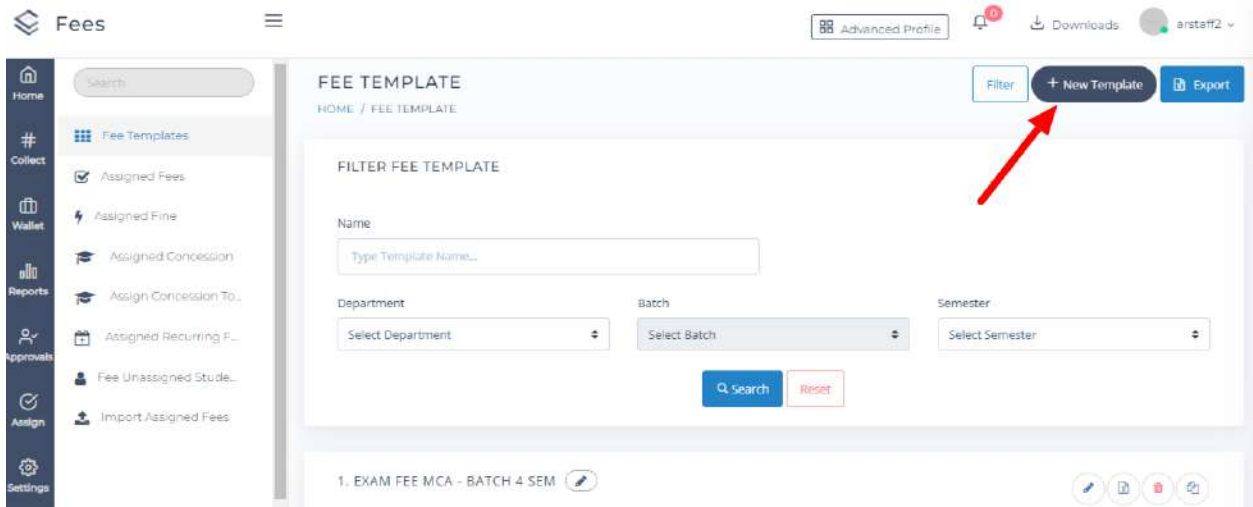 Fees
Advanced Profile
0
Downloads
arstaff2
Home
Collect
Wallet
Reports
Approvals
Assign
Settings
Search
Fee Templates
Assigned Fees
Assigned Fine
Assigned Concession
Assign Concession To...
Assigned Recurring F...
Fee Unassigned Stude...
Import Assigned Fees
FEE TEMPLATE
HOME / FEE TEMPLATE
Filter
+ New Template
Export
FILTER FEE TEMPLATE
Name
Type Template Name...
Department
Batch
Semester
Select Department
Select Batch
Select Semester
Search
Reset
1. EXAM FEE MCA - BATCH 4 SEM